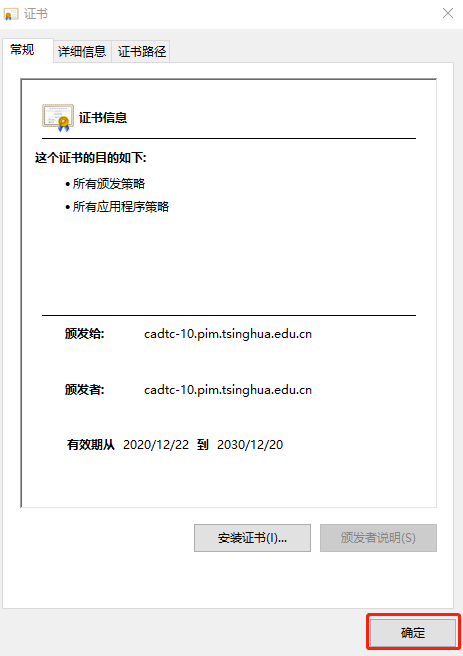 证书
常规 详细信息 证书路径
证书信息
这个证书的目的如下:
• 所有颁发策略
• 所有应用程序策略
颁发给: cadtc-10.pim.tsinghua.edu.cn
颁发者: cadtc-10.pim.tsinghua.edu.cn
有效期从 2020/12/22 到 2030/12/20
安装证书(I)... 颁发者说明(S)
确定